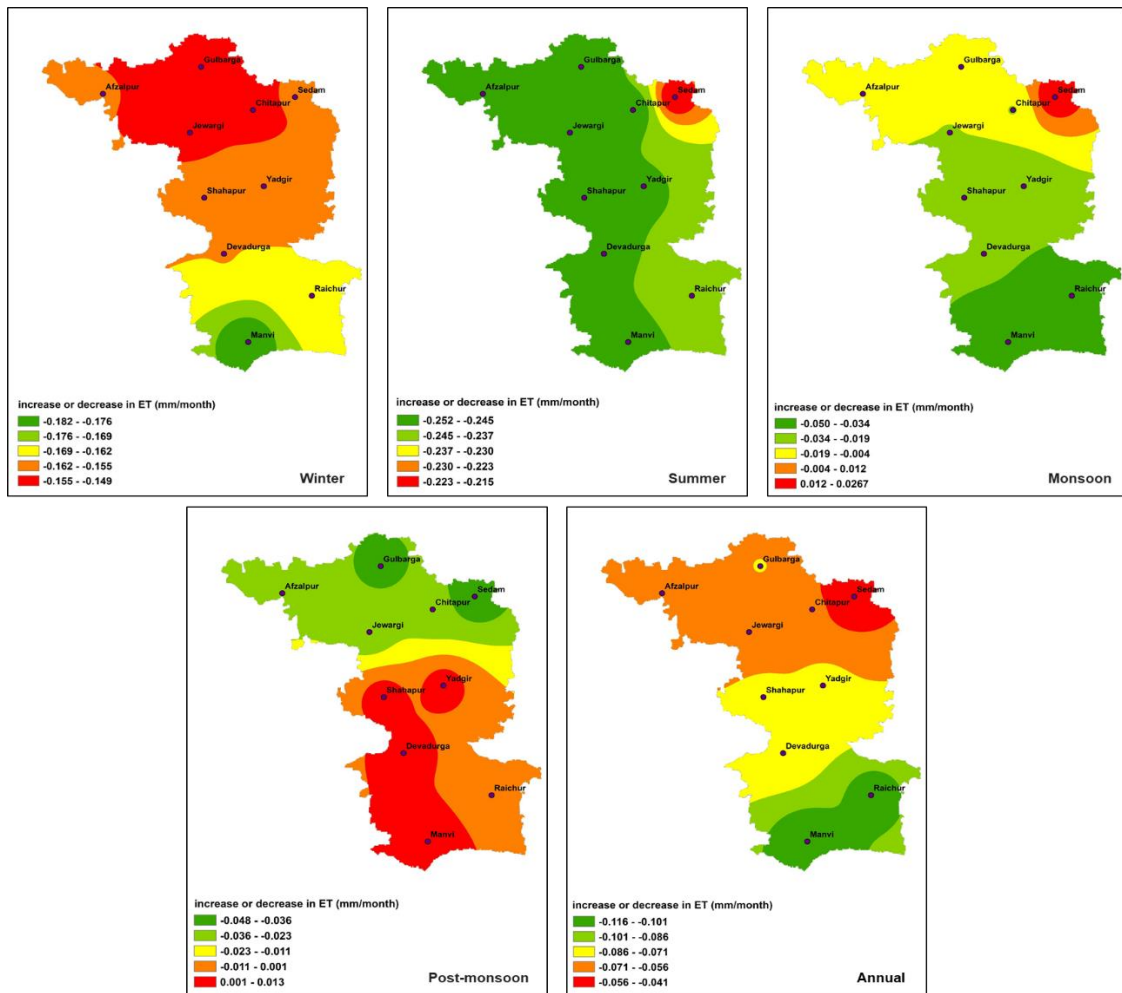 Gulbarga
Afzalpur
Sedam
Chitapur
Jewargi
Yadgir
Shahapur
Devadurga
Raichur
Manvi
increase or decrease in ET (mm/month)
-0.182 - -0.176
-0.176 - -0.169
-0.169 - -0.162
-0.162 - -0.155
-0.155 - -0.149
Winter
Gulbarga
Afzalpur
Sedam
Chitapur
Jewargi
Yadgir
Shahapur
Devadurga
Raichur
Manvi
increase or decrease in ET (mm/month)
-0.252 - -0.245
-0.245 - -0.237
-0.237 - -0.230
-0.230 - -0.223
-0.223 - -0.215
Summer
Gulbarga
Afzalpur
Sedam
Chitapur
Jewargi
Yadgir
Shahapur
Devadurga
Raichur
Manvi
increase or decrease in ET (mm/month)
-0.050 - -0.034
-0.034 - -0.019
-0.019 - -0.004
-0.004 - 0.012
0.012 - 0.0267
Monsoon
Gulbarga
Afzalpur
Sedam
Chitapur
Jewargi
Yadgir
Shahapur
Devadurga
Raichur
Manvi
increase or decrease in ET (mm/month)
-0.048 - -0.036
-0.036 - -0.023
-0.023 - -0.011
-0.011 - 0.001
0.001 - 0.013
Post-monsoon
Gulbarga
Afzalpur
Sedam
Chitapur
Jewargi
Yadgir
Shahapur
Devadurga
Raichur
Manvi
increase or decrease in ET (mm/month)
-0.116 - -0.101
-0.101 - -0.086
-0.086 - -0.071
-0.071 - -0.056
-0.056 - -0.041
Annual